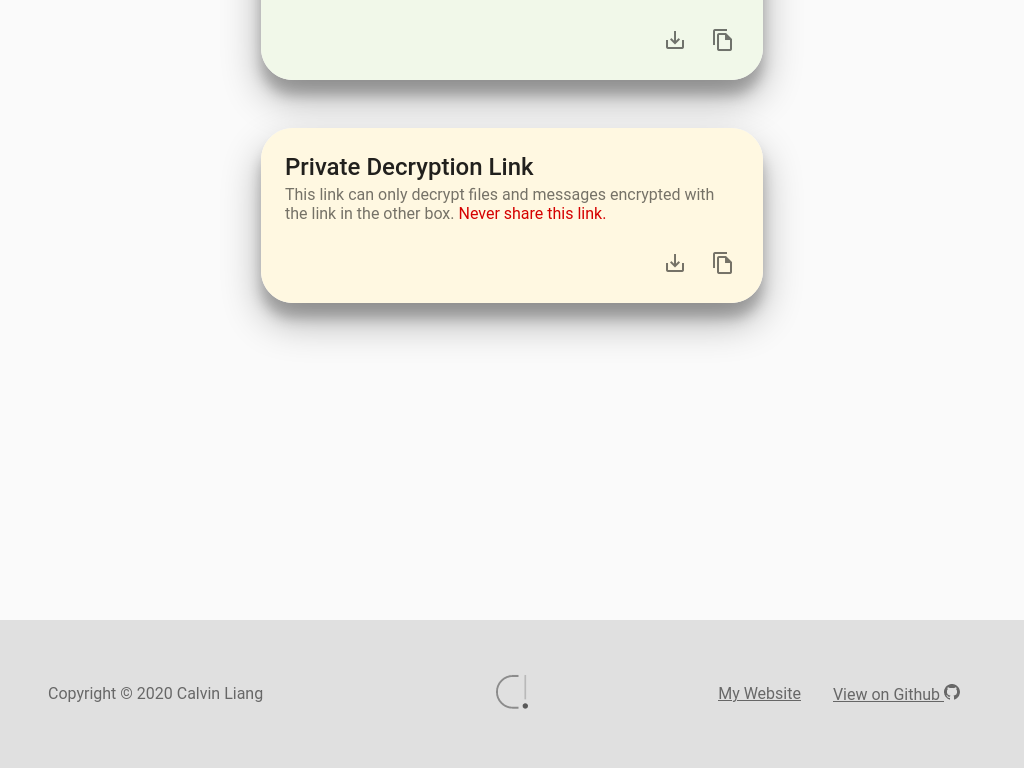 Private Decryption Link
This link can only decrypt files and messages encrypted with
the link in the other box. Never share this link.
Copyright © 2020 Calvin Liang
My Website
View on Github